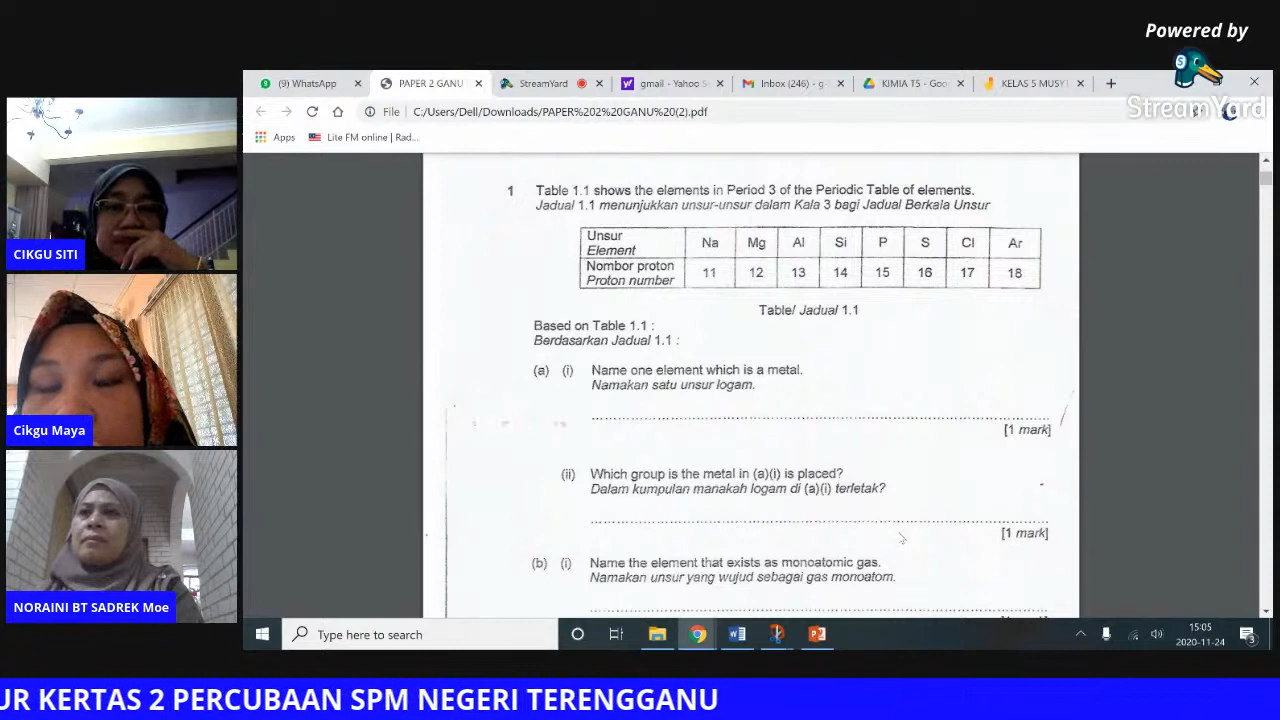 Powered by
StreamYard
(9) WhatsApp
PAPER 2 GANU
StreamYard
gmail - Yahoo S
Inbox (246) - g
KIMIA T5 - Goo
KELAS 5 MUSYT
File
C:/Users/Dell/Downloads/PAPER%202%20GANU%20(2).pdf
Apps
Lite FM online | Rad...
1 Table 1.1 shows the elements in Period 3 of the Periodic Table of elements.
Jadual 1.1 menunjukkan unsur-unsur dalam Kala 3 bagi Jadual Berkala Unsur
Unsur
Element
Na Mg Al Si P S Cl Ar
Nombor proton
Proton number
11 12 13 14 15 16 17 18
Table/ Jadual 1.1
Based on Table 1.1 :
Berdasarkan Jadual 1.1 :
(a) (i) Name one element which is a metal.
Namakan satu unsur logam.
[1 mark]
(ii) Which group is the metal in (a)(i) is placed?
Dalam kumpulan manakah logam di (a)(i) terletak?
[1 mark]
(b) (i) Name the element that exists as monoatomic gas.
Namakan unsur yang wujud sebagai gas monoatom.
CIKGU SITI
Cikgu Maya
NORAINI BT SADREK Moe
Type here to search
15:05
2020-11-24
3
UR KERTAS 2 PERCUBAAN SPM NEGERI TERENGGANU